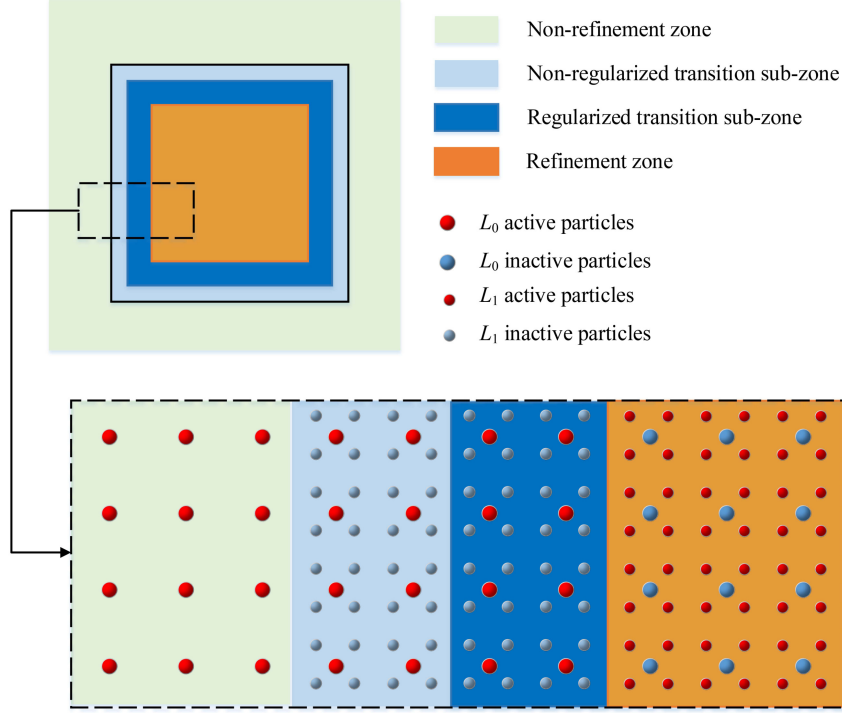 Non-refinement zone
Non-regularized transition sub-zone
Regularized transition sub-zone
Refinement zone
L0 active particles
L0 inactive particles
L1 active particles
L1 inactive particles